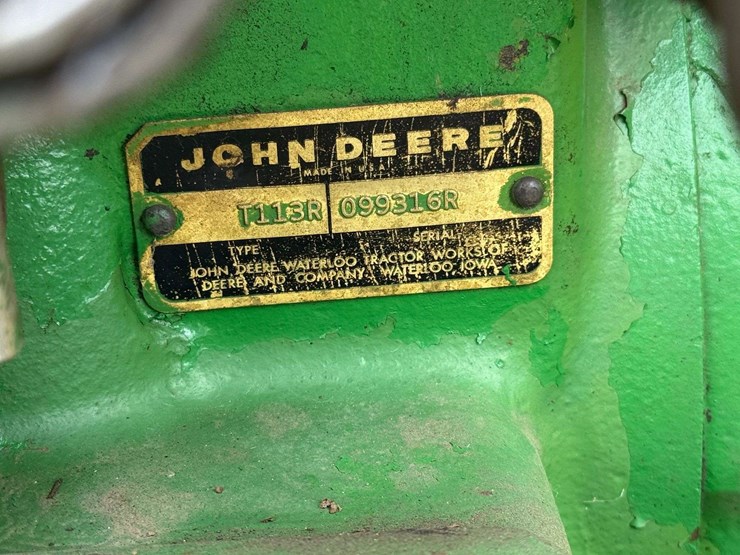 JOHN DEERE
MADE IN U.S.A.
T113R 099316R
TYPE SERIAL
JOHN DEERE WATERLOO TRACTOR WORKS OF
DEERE AND COMPANY WATERLOO, IOWA